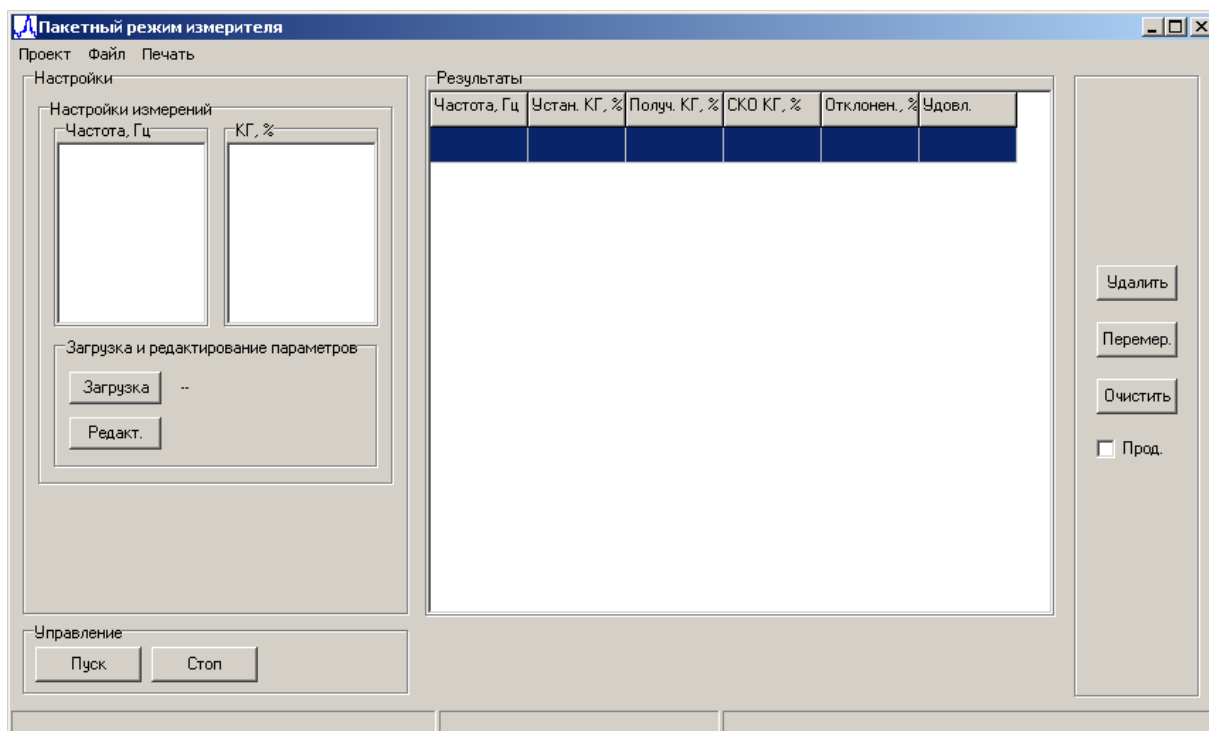 Пакетный режим измерителя
Проект Файл Печать
Настройки
Настройки измерений
Частота, Гц КГ, %
Загрузка и редактирование параметров
Загрузка --
Редакт.
Управление
Пуск Стоп
Результаты
Частота, Гц Устан. КГ, % Получ. КГ, % СКО КГ, % Отклонен., % Удовл.
Удалить
Перемер.
Очистить
Прод.